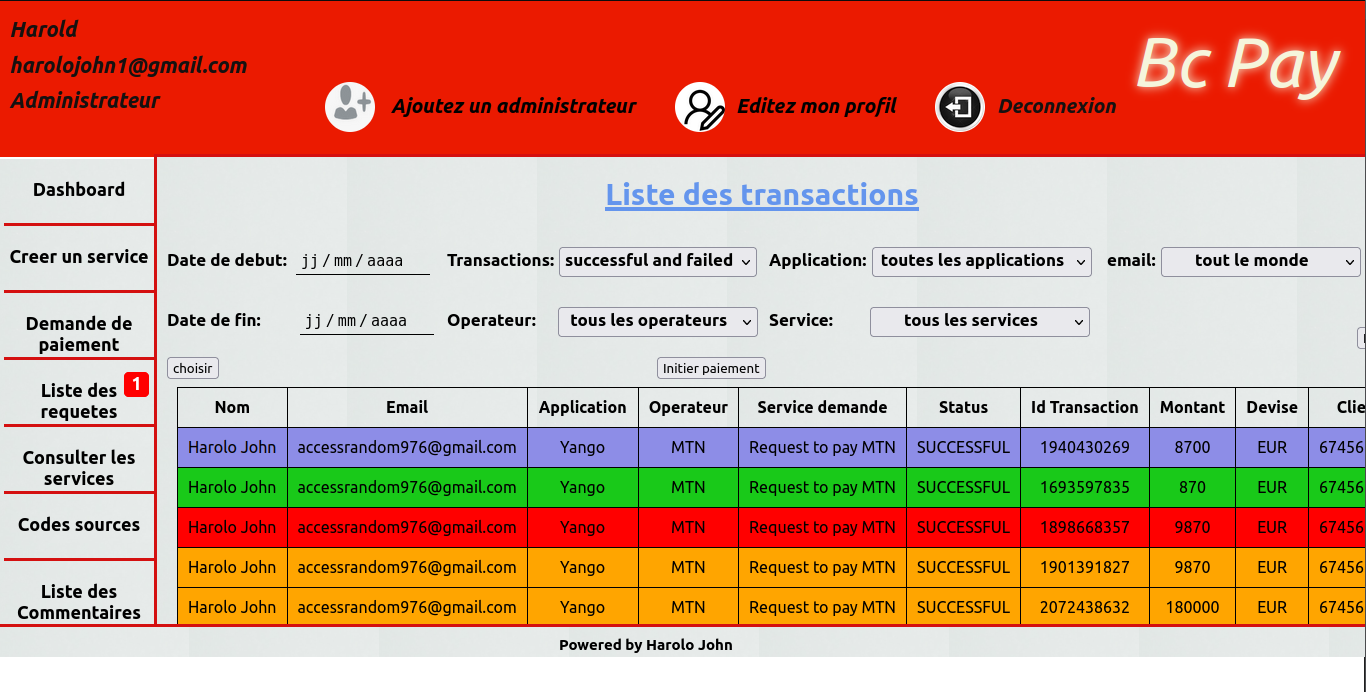 Harold
harolojohn1@gmail.com
Administrateur
Ajoutez un administrateur
Editez mon profil
Deconnexion
Bc Pay
Dashboard
Creer un service
Demande de
paiement
Liste des
requetes
1
Consulter les
services
Codes sources
Liste des
Commentaires
Liste des transactions
Date de debut: jj/mm/aaaa Transactions: successful and failed Application: toutes les applications email: tout le monde
Date de fin: jj/mm/aaaa Operateur: tous les operateurs Service: tous les services
choisir Initier paiement
Nom Email Application Operateur Service demande Status Id Transaction Montant Devise Clie
Harolo John accessrandom976@gmail.com Yango MTN Request to pay MTN SUCCESSFUL 1940430269 8700 EUR 67456
Harolo John accessrandom976@gmail.com Yango MTN Request to pay MTN SUCCESSFUL 1693597835 870 EUR 67456
Harolo John accessrandom976@gmail.com Yango MTN Request to pay MTN SUCCESSFUL 1898668357 9870 EUR 67456
Harolo John accessrandom976@gmail.com Yango MTN Request to pay MTN SUCCESSFUL 1901391827 9870 EUR 67456
Harolo John accessrandom976@gmail.com Yango MTN Request to pay MTN SUCCESSFUL 2072438632 180000 EUR 67456
Powered by Harolo John